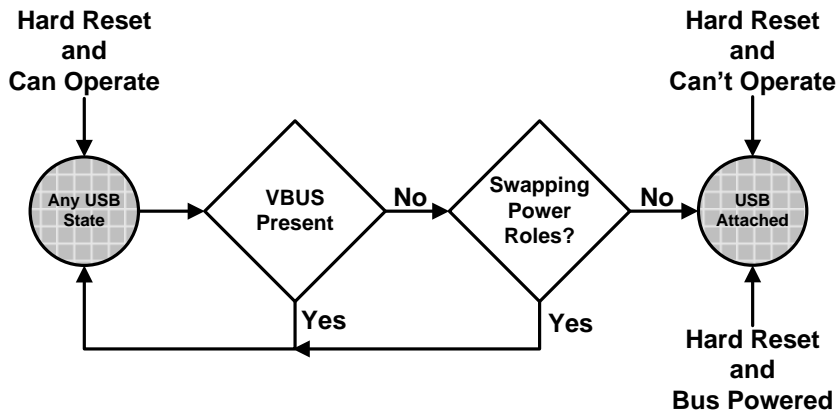 Hard Reset
and
Can Operate
Hard Reset
and
Can't Operate
Any USB
State
VBUS
Present
No
Swapping
Power
Roles?
No
USB
Attached
Yes
Yes
Hard Reset
and
Bus Powered